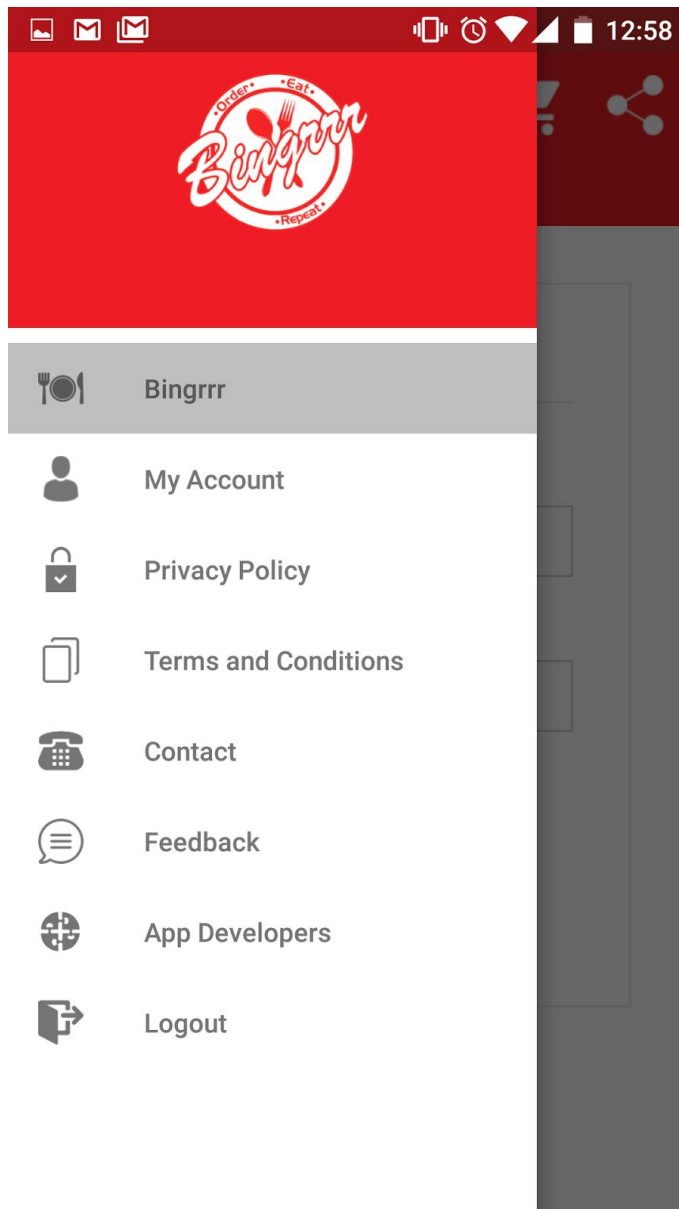 12:58
·Order·
·Eat·
Bingrrr
·Repeat·
Bingrrr
My Account
Privacy Policy
Terms and Conditions
Contact
Feedback
App Developers
Logout